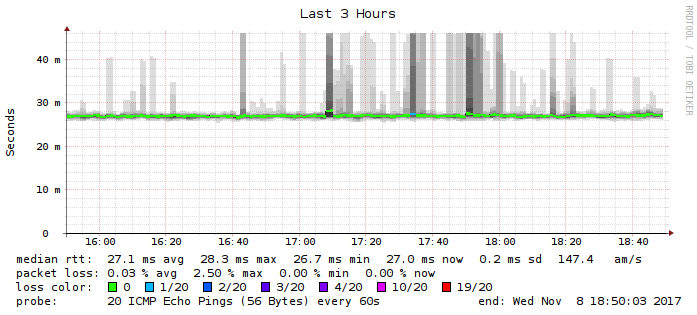 Last 3 Hours
RRDTOOL / TOBI OETIKER
Seconds
40 m
30 m
20 m
10 m
0
16:00 16:20 16:40 17:00 17:20 17:40 18:00 18:20 18:40
median rtt: 27.1 ms avg 28.3 ms max 26.7 ms min 27.0 ms now 0.2 ms sd 147.4 am/s
packet loss: 0.03 % avg 2.50 % max 0.00 % min 0.00 % now
loss color: 0 1/20 2/20 3/20 4/20 10/20 19/20
probe: 20 ICMP Echo Pings (56 Bytes) every 60s end: Wed Nov 8 18:50:03 2017